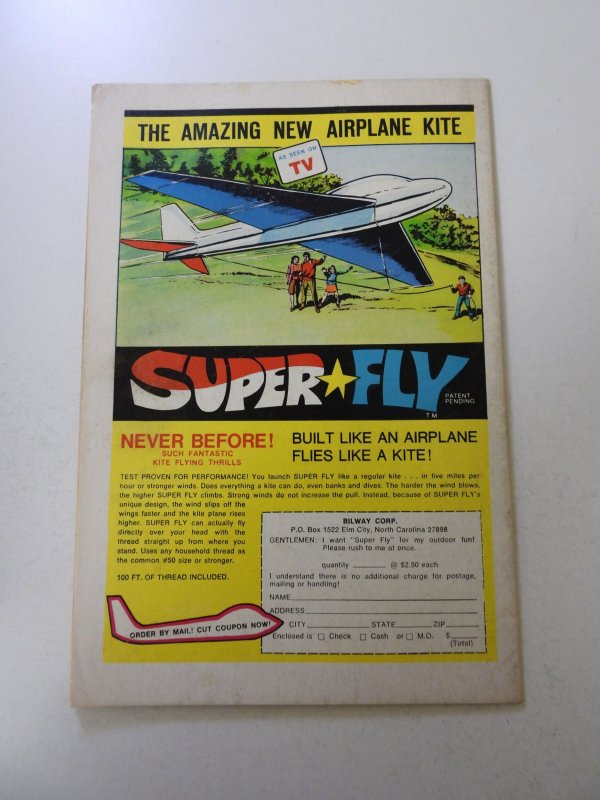 THE AMAZING NEW AIRPLANE KITE
AS SEEN ON
TV
SUPER FLY
PATENT
PENDING
T.M
NEVER BEFORE!
SUCH FANTASTIC
KITE FLYING THRILLS
BUILT LIKE AN AIRPLANE
FLIES LIKE A KITE!
TEST PROVEN FOR PERFORMANCE! You launch SUPER FLY like a regular kite . . . in five miles per
hour or stronger winds. Does everything a kite can do, even banks and dives. The harder the wind blows,
the higher SUPER FLY climbs. Strong winds do not increase the pull. Instead, because of SUPER FLY's
unique design, the wind slips off the
wings faster and the kite plane rises
higher. SUPER FLY can actually fly
directly over your head with the
thread straight up from where you
stand. Uses any household thread as
the common #50 size or stronger.
100 FT. OF THREAD INCLUDED.
ORDER BY MAIL! CUT COUPON NOW!
BILWAY CORP.
P.O. Box 1522 Elm City, North Carolina 27898
GENTLEMEN: I want "Super Fly" for my outdoor fun!
Please rush to me at once.
quantity ______ @ $2.50 each
I understand there is no additional charge for postage,
mailing or handling!
NAME
ADDRESS
CITY STATE ZIP
Enclosed is □ Check □ Cash or □ M.O. $
(Total)